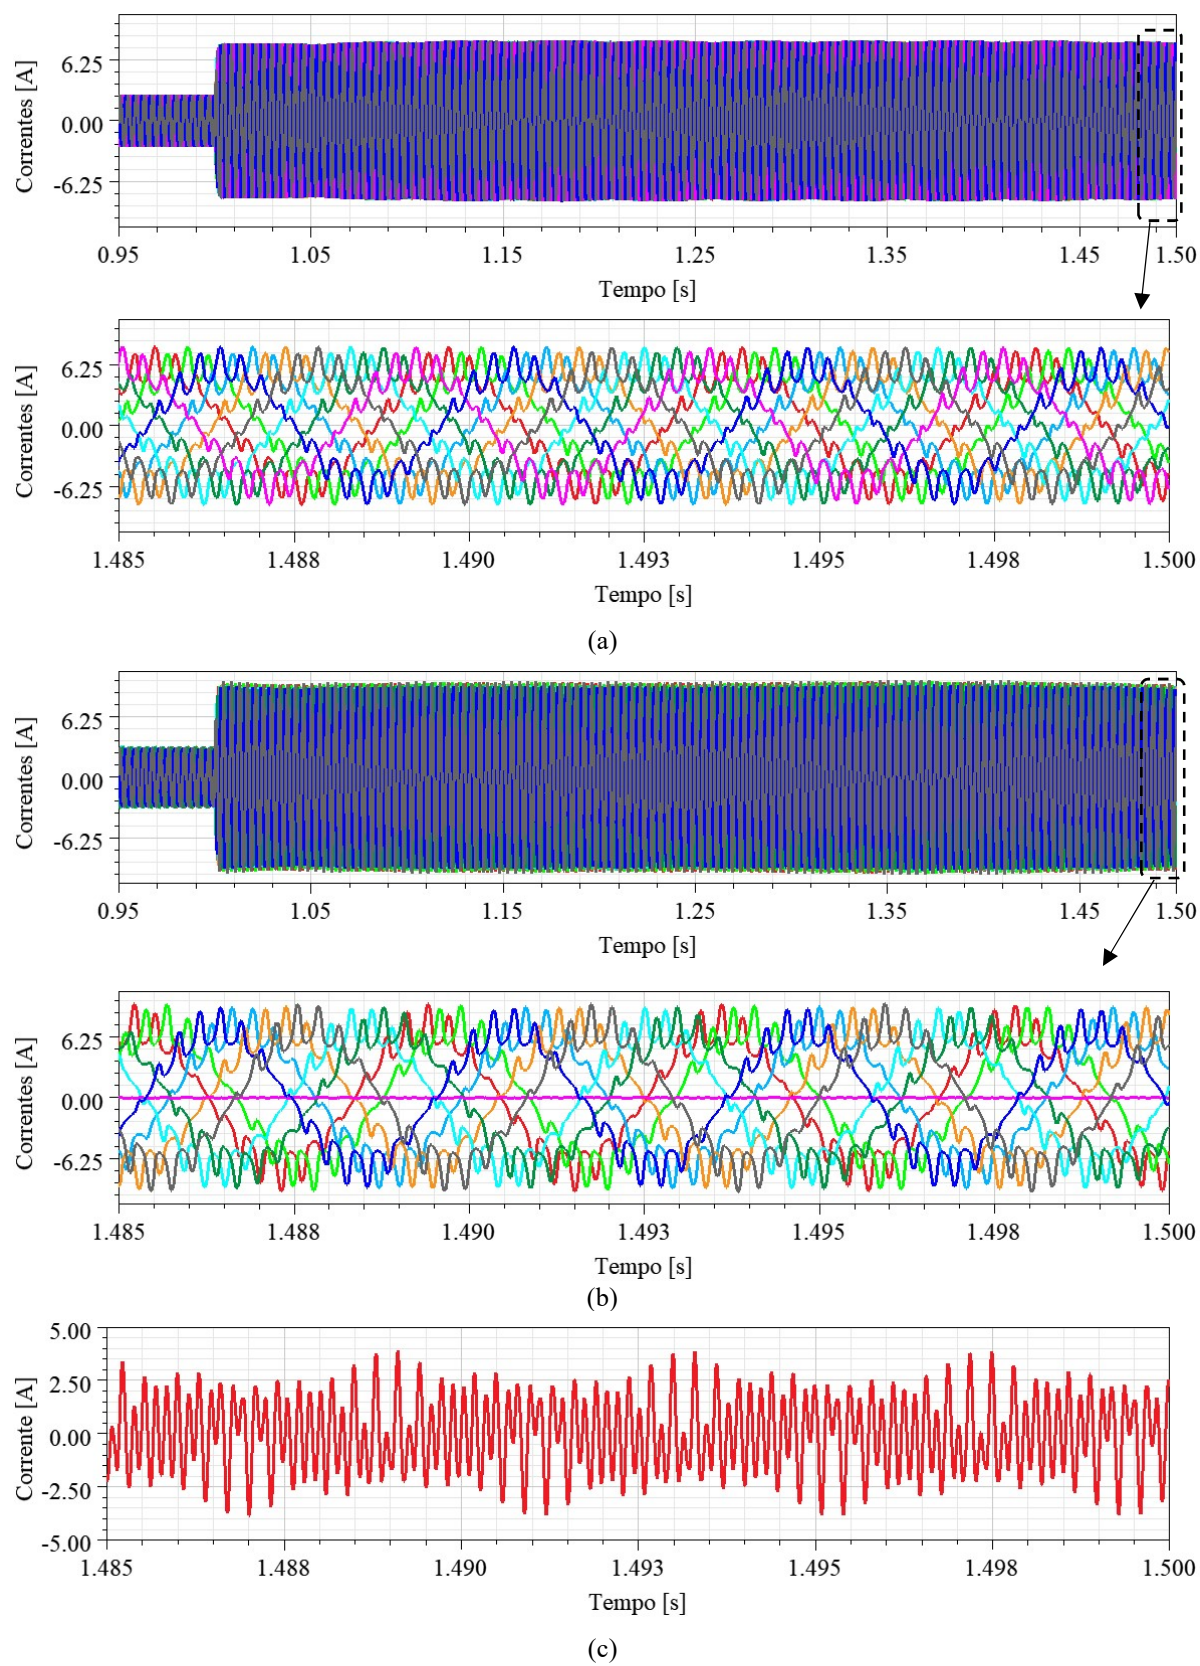 Correntes [A]
6.25
0.00
-6.25
0.95 1.05 1.15 1.25 1.35 1.45 1.50
Tempo [s]
Correntes [A]
6.25
0.00
-6.25
1.485 1.488 1.490 1.493 1.495 1.498 1.500
Tempo [s]
(a)
Correntes [A]
6.25
0.00
-6.25
0.95 1.05 1.15 1.25 1.35 1.45 1.50
Tempo [s]
Correntes [A]
6.25
0.00
-6.25
1.485 1.488 1.490 1.493 1.495 1.498 1.500
Tempo [s]
(b)
Corrente [A]
5.00
2.50
0.00
-2.50
-5.00
1.485 1.488 1.490 1.493 1.495 1.498 1.500
Tempo [s]
(c)